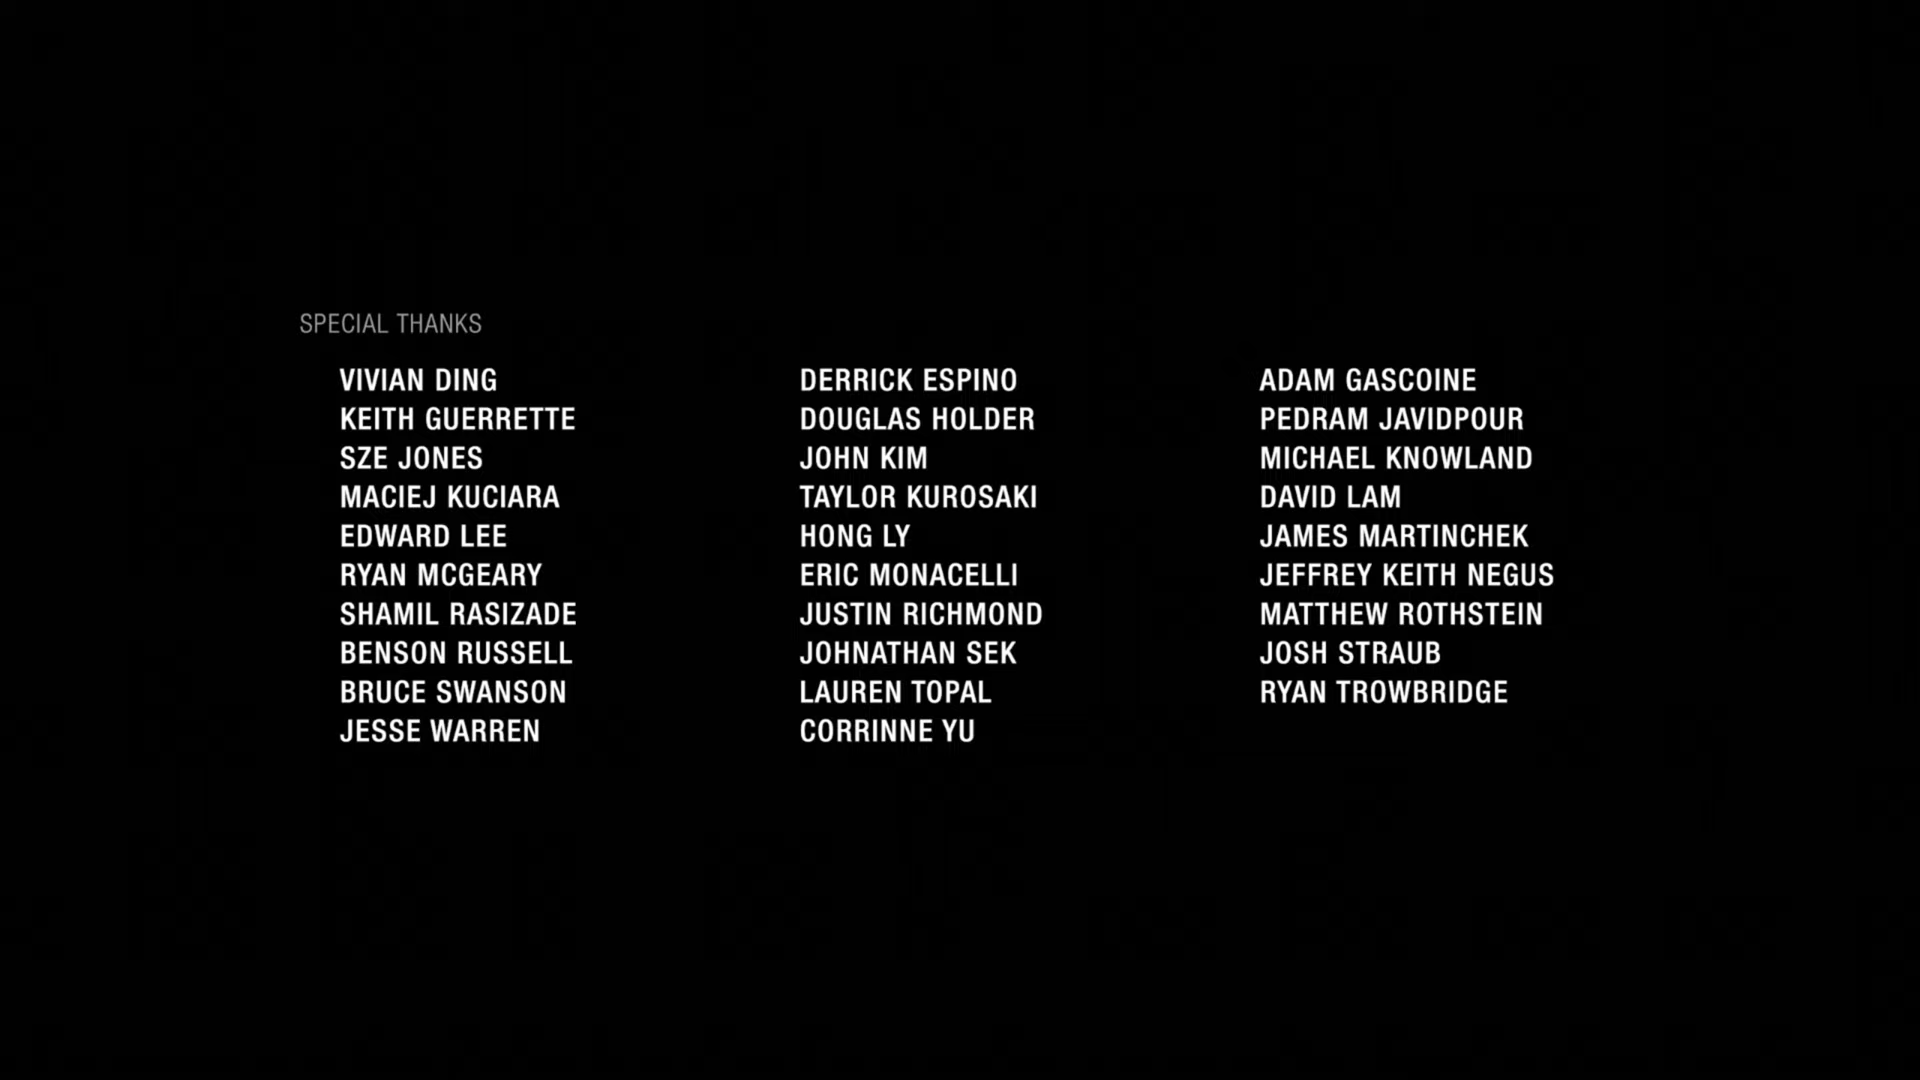 SPECIAL THANKS
VIVIAN DING
KEITH GUERRETTE
SZE JONES
MACIEJ KUCIARA
EDWARD LEE
RYAN MCGEARY
SHAMIL RASIZADE
BENSON RUSSELL
BRUCE SWANSON
JESSE WARREN
DERRICK ESPINO
DOUGLAS HOLDER
JOHN KIM
TAYLOR KUROSAKI
HONG LY
ERIC MONACELLI
JUSTIN RICHMOND
JOHNATHAN SEK
LAUREN TOPAL
CORRINNE YU
ADAM GASCOINE
PEDRAM JAVIDPOUR
MICHAEL KNOWLAND
DAVID LAM
JAMES MARTINCHEK
JEFFREY KEITH NEGUS
MATTHEW ROTHSTEIN
JOSH STRAUB
RYAN TROWBRIDGE